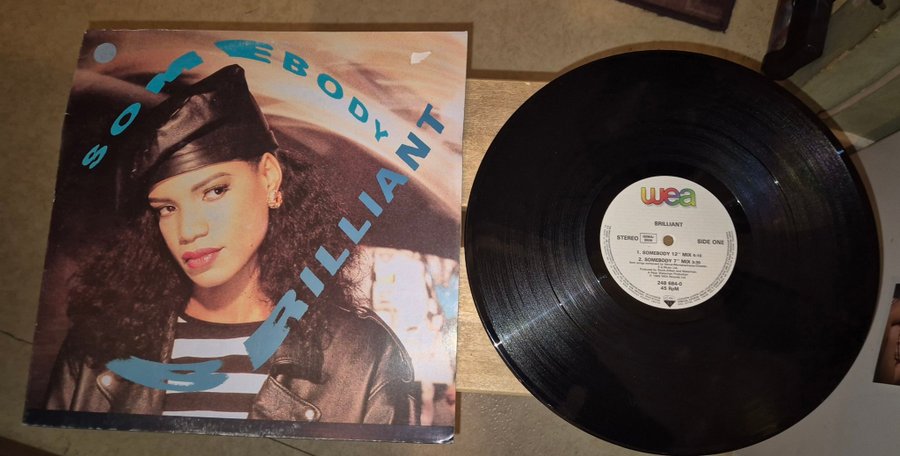 SOMEBODY
BRILLIANT
wea
BRILLIANT
STEREO
SIDE ONE
1. SOMEBODY 12" MIX
2. SOMEBODY 7" MIX
248 684-0
45 RPM